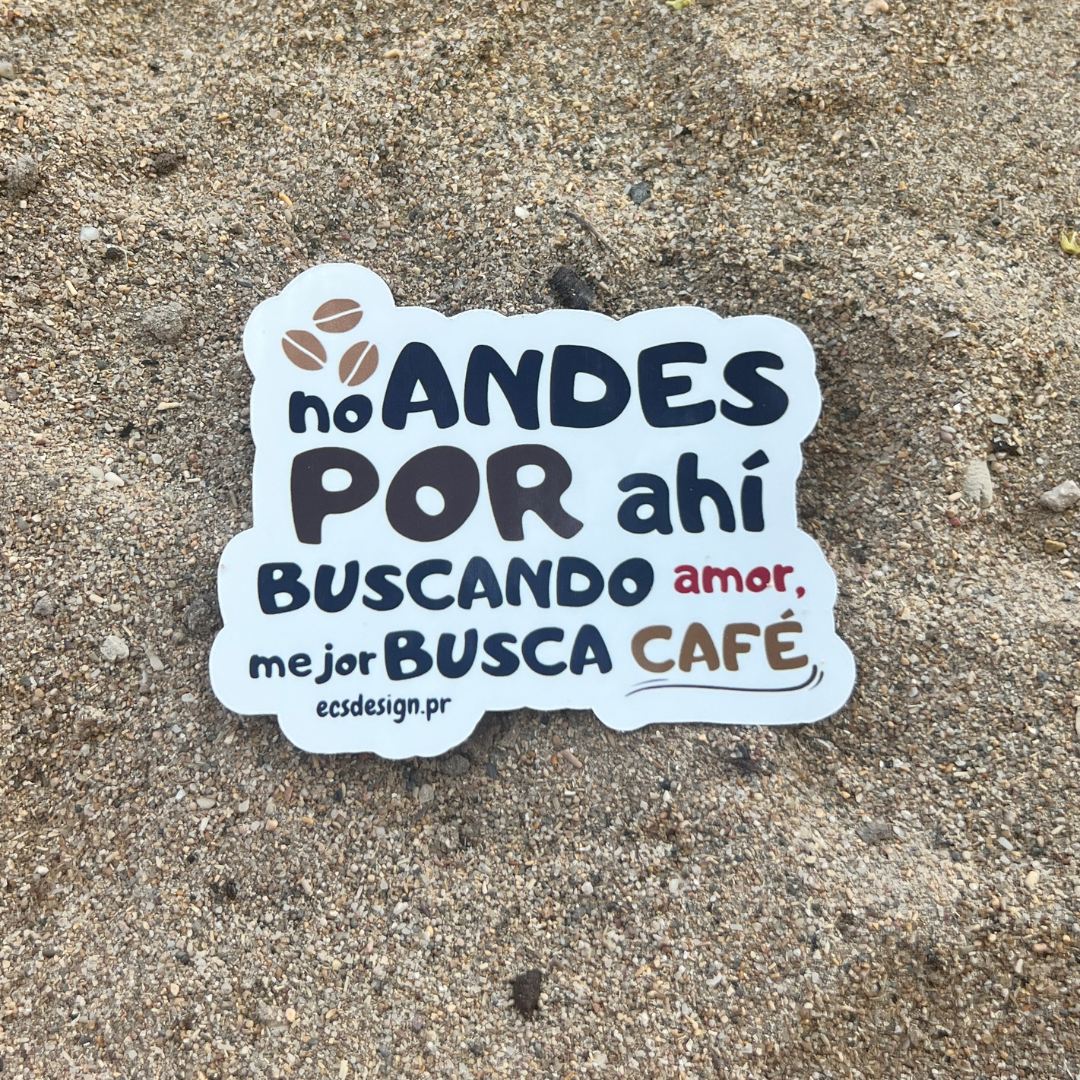 no ANDES
POR ahí
BUSCANDO amor,
mejor BUSCA CAFÉ
ecsdesign.pr